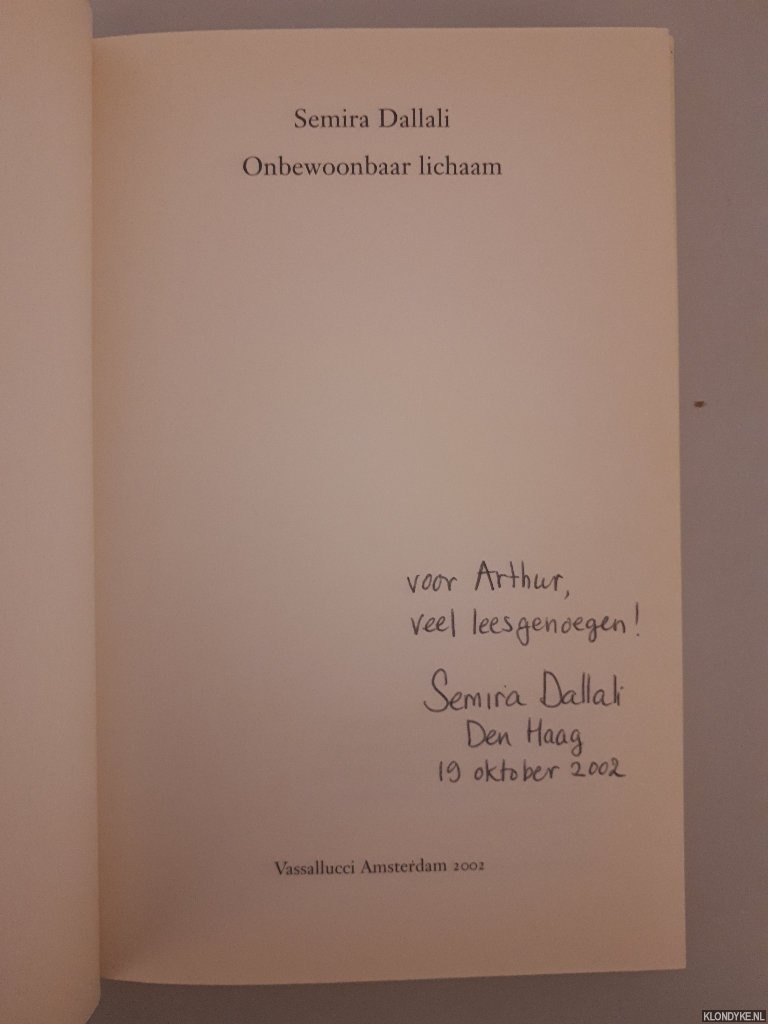 Semira Dallali
Onbewoonbaar lichaam
voor Arthur,
veel leesgenoegen!
Semira Dallali
Den Haag
19 oktober 2002
Vassallucci Amsterdam 2002
KLONDYKE.NL